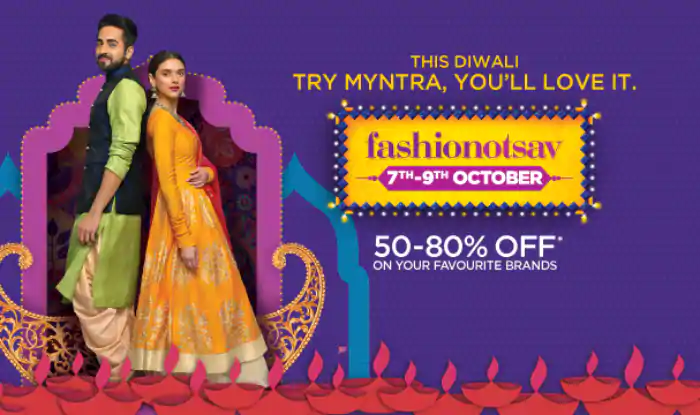 THIS DIWALI
TRY MYNTRA, YOU'LL LOVE IT.
fashionotsav
7TH-9TH OCTOBER
50-80% OFF*
ON YOUR FAVOURITE BRANDS